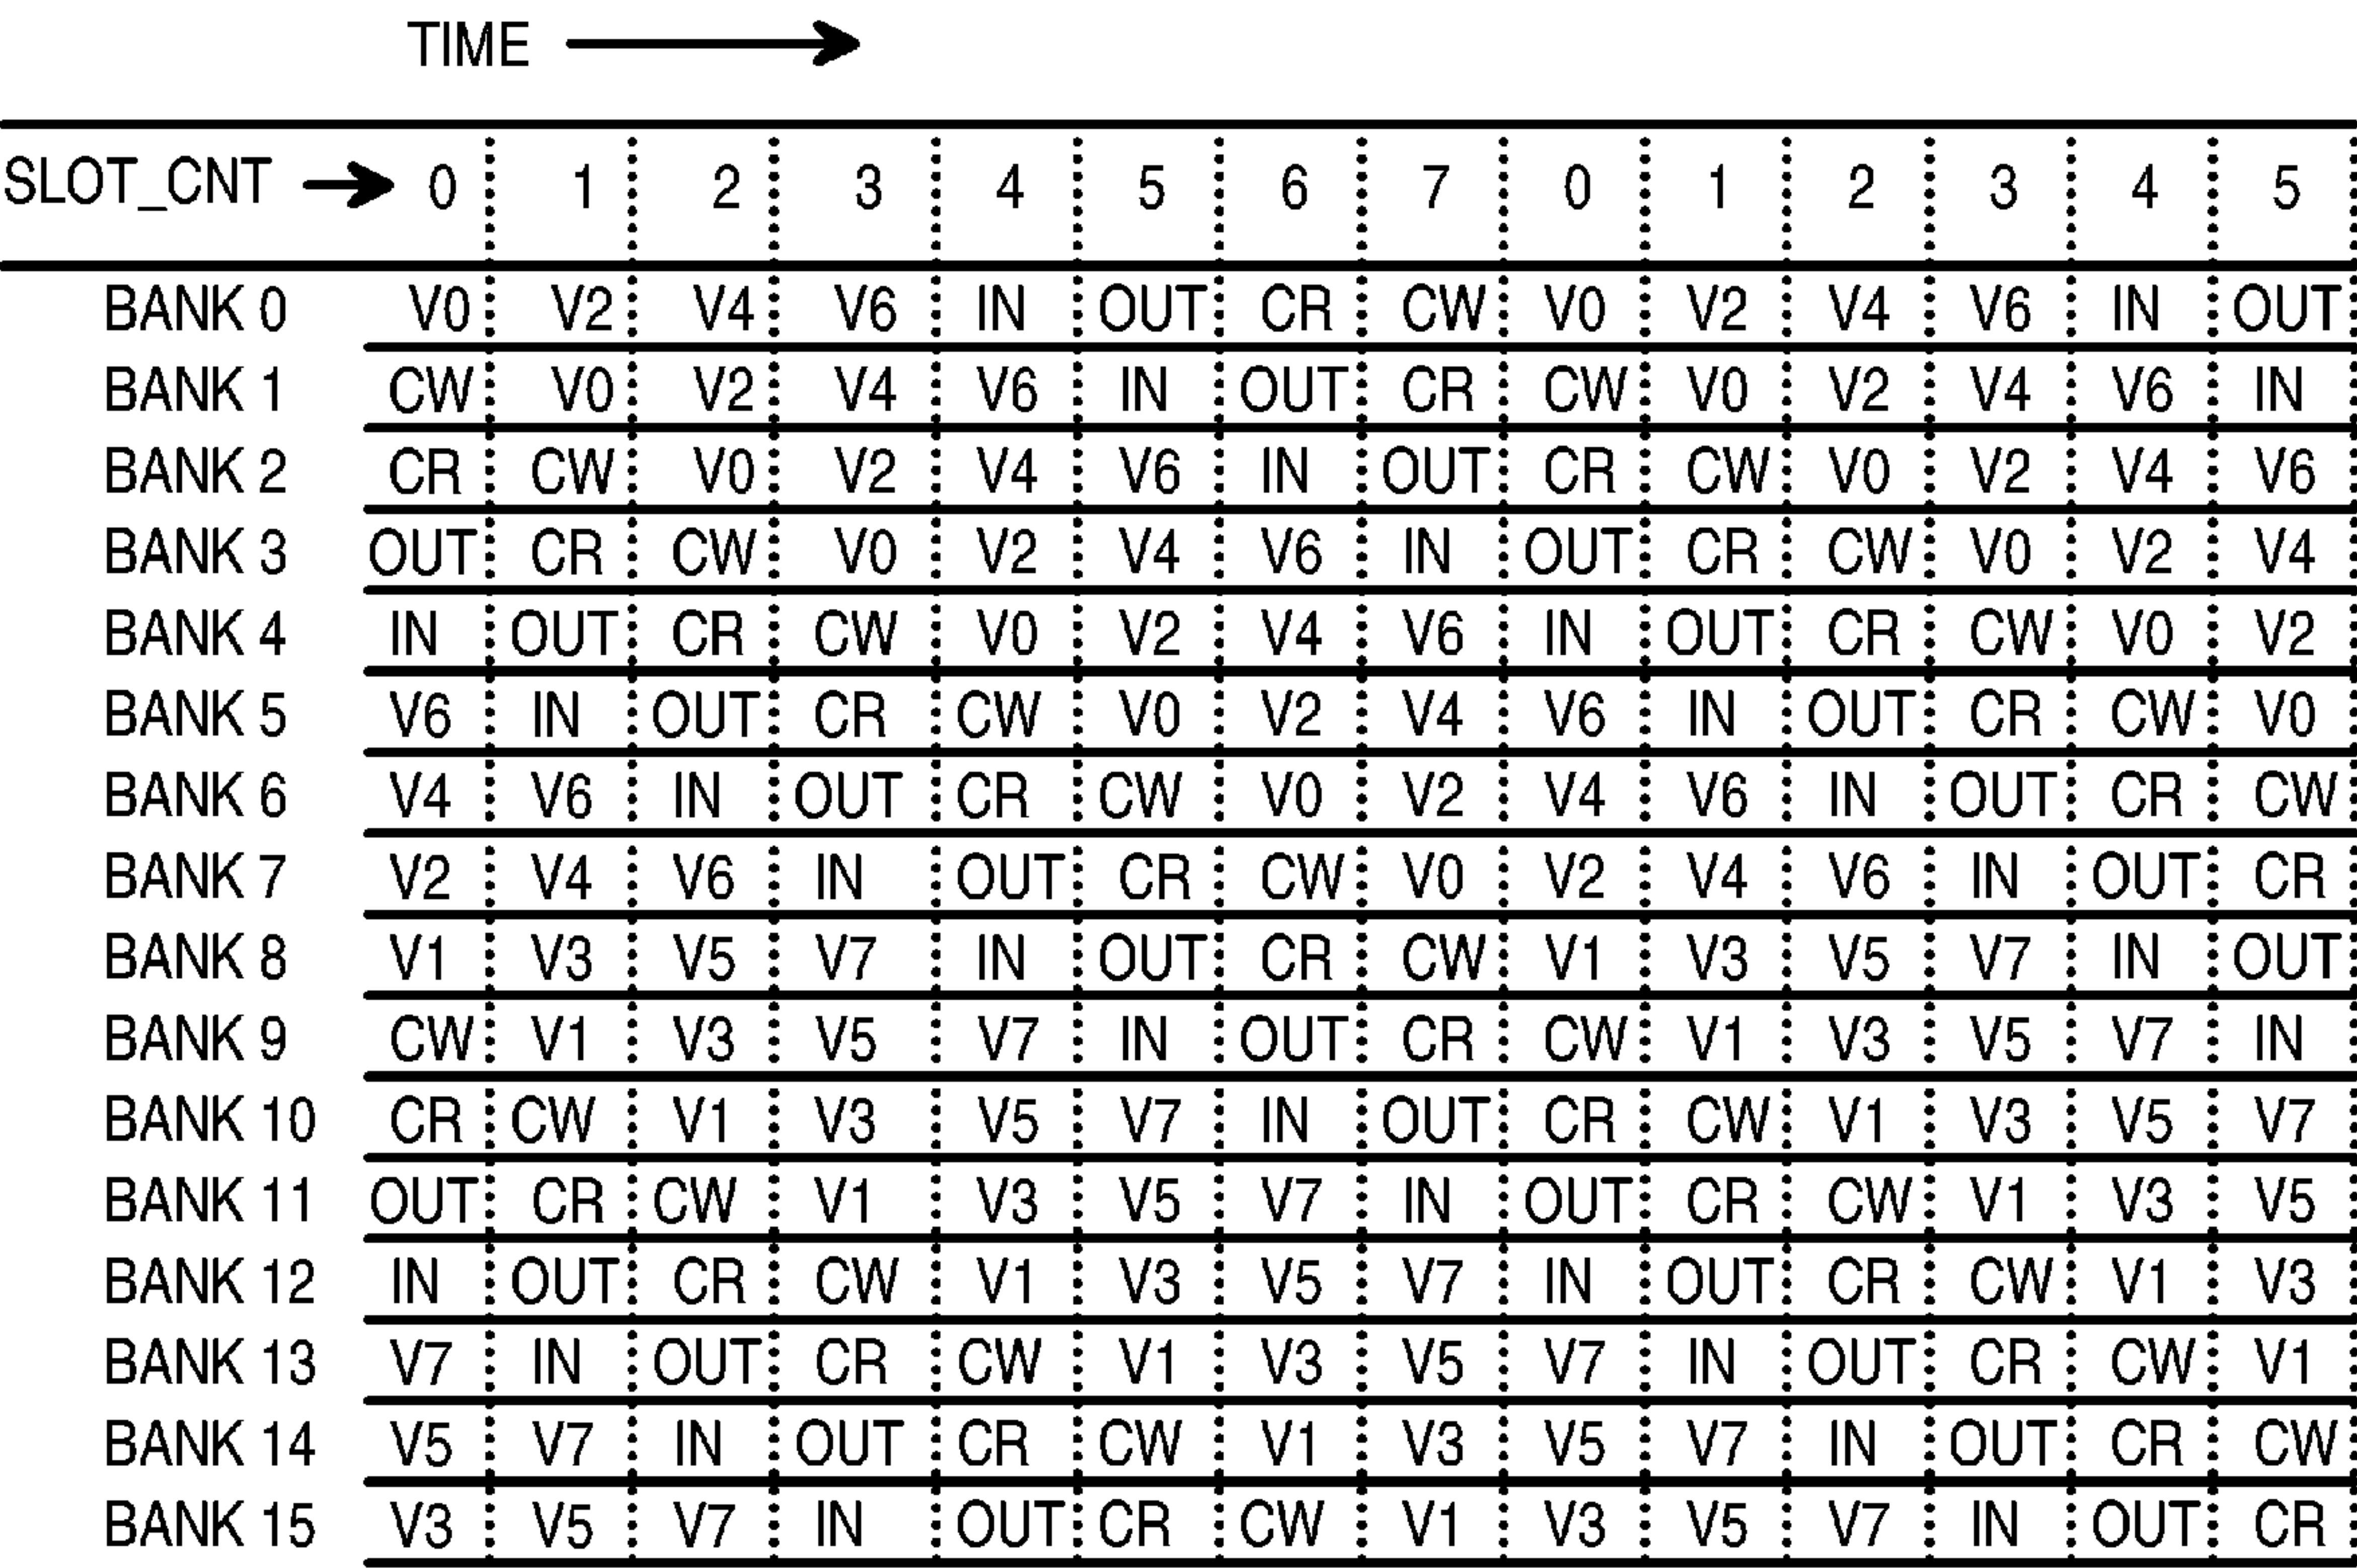 TIME
SLOT_CNT 0 1 2 3 4 5 6 7 0 1 2 3 4 5
BANK 0 V0 V2 V4 V6 IN OUT CR CW V0 V2 V4 V6 IN OUT
BANK 1 CW V0 V2 V4 V6 IN OUT CR CW V0 V2 V4 V6 IN
BANK 2 CR CW V0 V2 V4 V6 IN OUT CR CW V0 V2 V4 V6
BANK 3 OUT CR CW V0 V2 V4 V6 IN OUT CR CW V0 V2 V4
BANK 4 IN OUT CR CW V0 V2 V4 V6 IN OUT CR CW V0 V2
BANK 5 V6 IN OUT CR CW V0 V2 V4 V6 IN OUT CR CW V0
BANK 6 V4 V6 IN OUT CR CW V0 V2 V4 V6 IN OUT CR CW
BANK 7 V2 V4 V6 IN OUT CR CW V0 V2 V4 V6 IN OUT CR
BANK 8 V1 V3 V5 V7 IN OUT CR CW V1 V3 V5 V7 IN OUT
BANK 9 CW V1 V3 V5 V7 IN OUT CR CW V1 V3 V5 V7 IN
BANK 10 CR CW V1 V3 V5 V7 IN OUT CR CW V1 V3 V5 V7
BANK 11 OUT CR CW V1 V3 V5 V7 IN OUT CR CW V1 V3 V5
BANK 12 IN OUT CR CW V1 V3 V5 V7 IN OUT CR CW V1 V3
BANK 13 V7 IN OUT CR CW V1 V3 V5 V7 IN OUT CR CW V1
BANK 14 V5 V7 IN OUT CR CW V1 V3 V5 V7 IN OUT CR CW
BANK 15 V3 V5 V7 IN OUT CR CW V1 V3 V5 V7 IN OUT CR